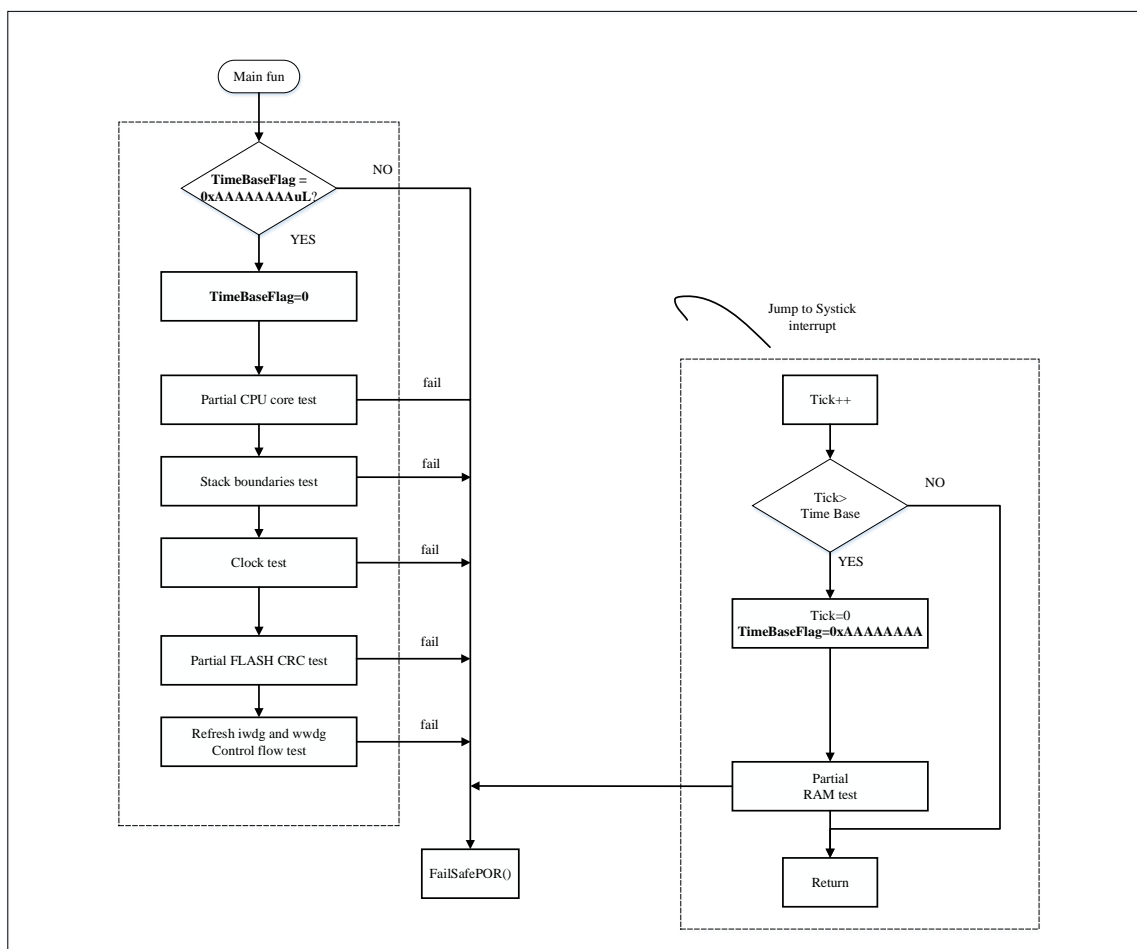 Main fun
TimeBaseFlag =
0xAAAAAAAAuL?
NO
YES
TimeBaseFlag=0
Partial CPU core test
fail
Stack boundaries test
fail
Clock test
fail
Partial FLASH CRC test
fail
Refresh iwdg and wwdg
Control flow test
fail
FailSafePOR()
Jump to Systick
interrupt
Tick++
Tick>
Time Base
NO
YES
Tick=0
TimeBaseFlag=0xAAAAAAAA
Partial
RAM test
Return